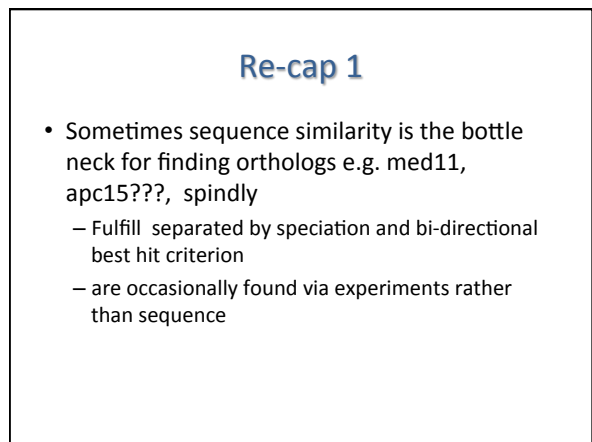 Re-cap 1
• Sometimes sequence similarity is the bottle
neck for finding orthologs e.g. med11,
apc15???, spindly
– Fulfill separated by speciation and bi-directional
best hit criterion
– are occasionally found via experiments rather
than sequence